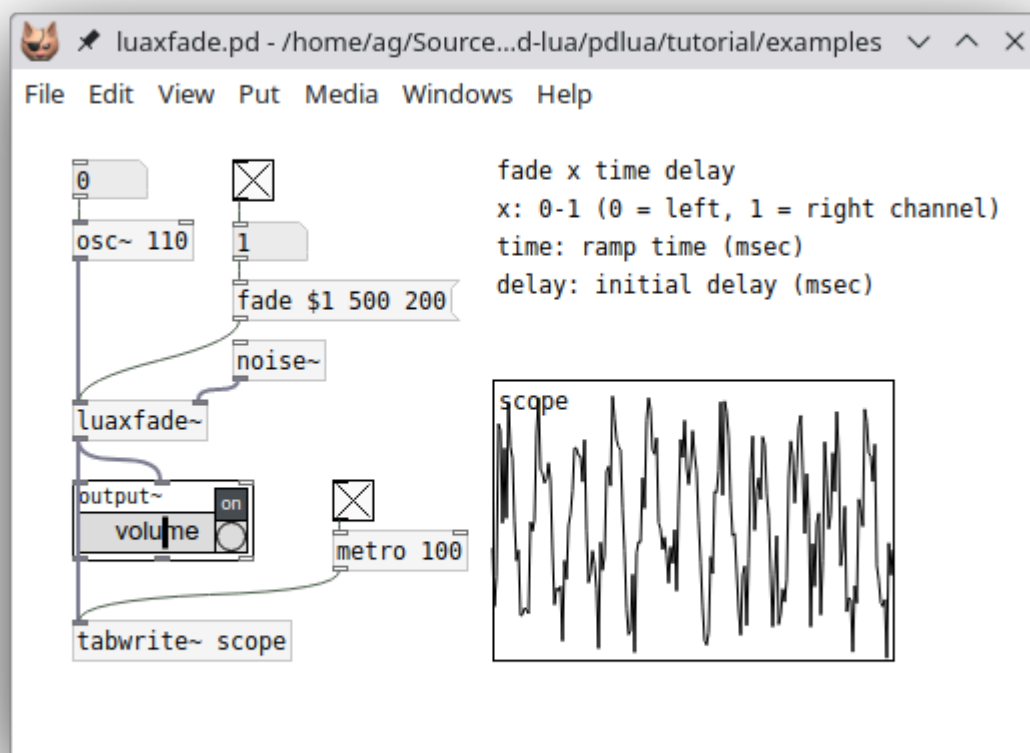 luaxfade.pd - /home/ag/Source...d-lua/pdlua/tutorial/examples
File Edit View Put Media Windows Help
0
osc~ 110
1
fade $1 500 200
noise~
luaxfade~
output~
on
volume
metro 100
tabwrite~ scope
fade x time delay
x: 0-1 (0 = left, 1 = right channel)
time: ramp time (msec)
delay: initial delay (msec)
scope